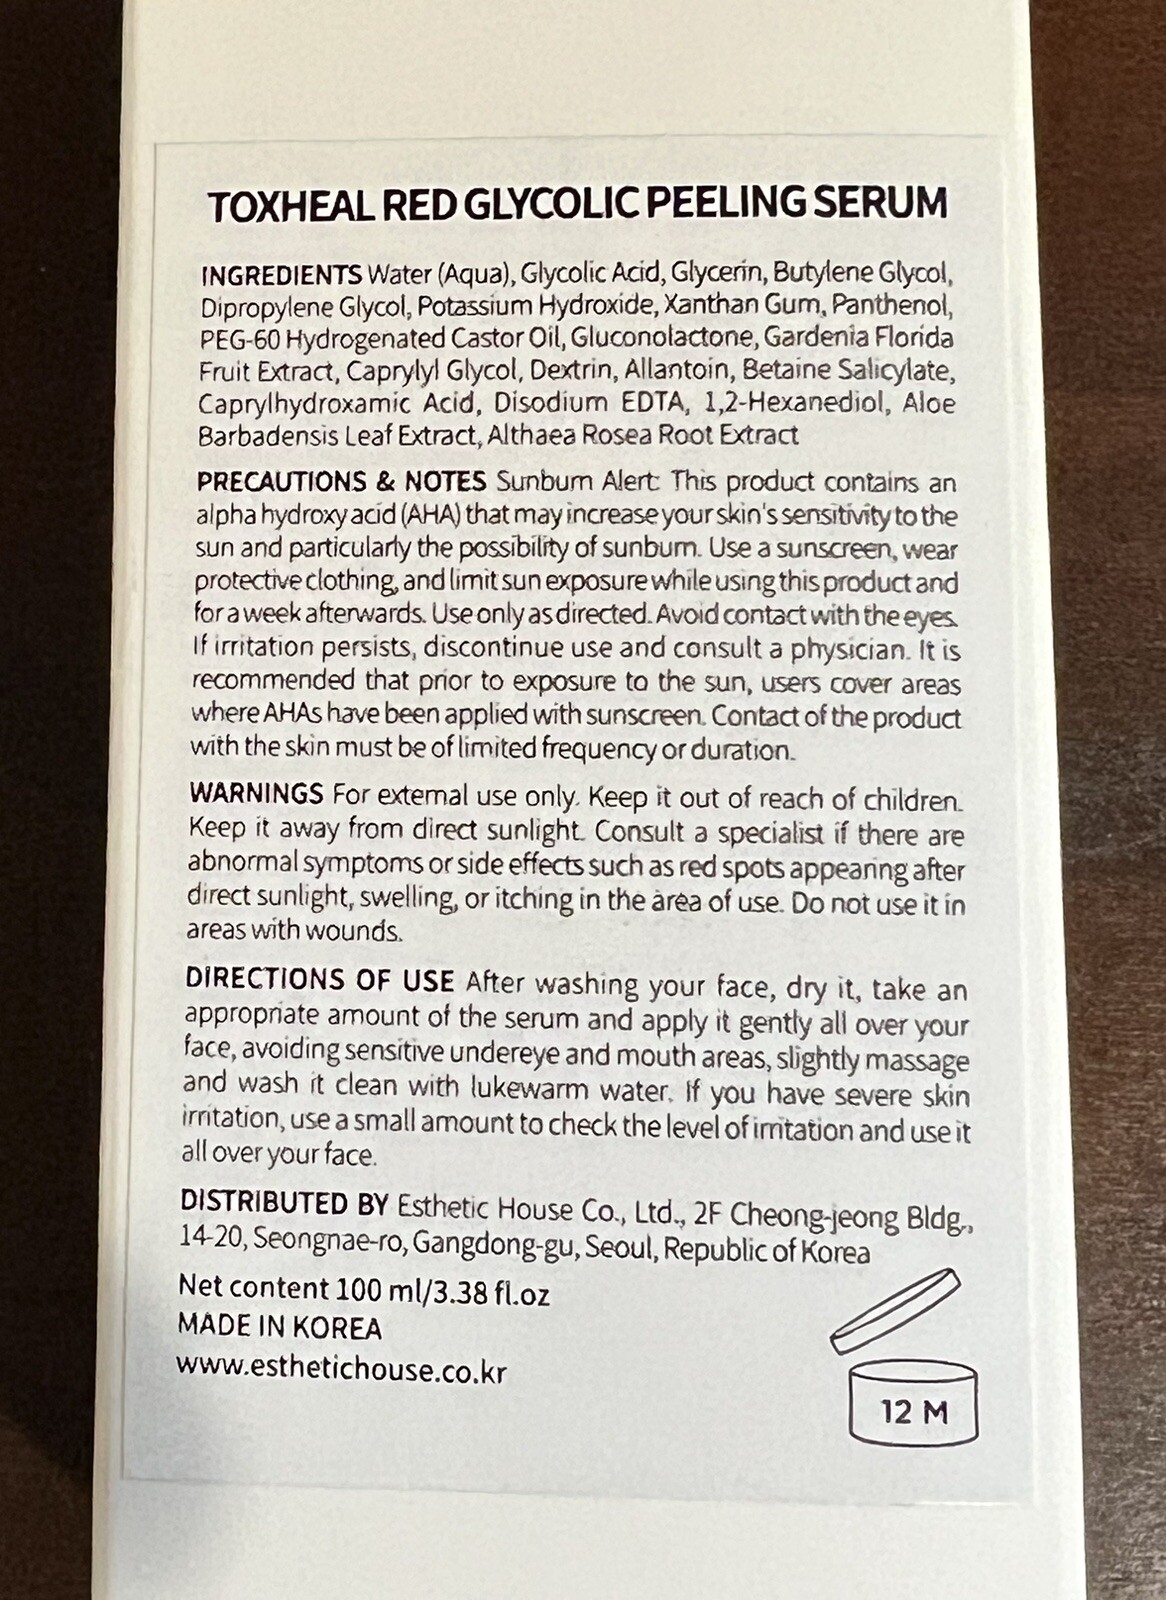 TOXHEAL RED GLYCOLIC PEELING SERUM
INGREDIENTS Water (Aqua), Glycolic Acid, Glycerin, Butylene Glycol,
Dipropylene Glycol, Potassium Hydroxide, Xanthan Gum, Panthenol,
PEG-60 Hydrogenated Castor Oil, Gluconolactone, Gardenia Florida
Fruit Extract, Caprylyl Glycol, Dextrin, Allantoin, Betaine Salicylate,
Caprylhydroxamic Acid, Disodium EDTA, 1,2-Hexanediol, Aloe
Barbadensis Leaf Extract, Althaea Rosea Root Extract
PRECAUTIONS & NOTES Sunburn Alert: This product contains an
alpha hydroxy acid (AHA) that may increase your skin's sensitivity to the
sun and particularly the possibility of sunburn. Use a sunscreen, wear
protective clothing, and limit sun exposure while using this product and
for a week afterwards. Use only as directed. Avoid contact with the eyes.
If irritation persists, discontinue use and consult a physician. It is
recommended that prior to exposure to the sun, users cover areas
where AHAs have been applied with sunscreen. Contact of the product
with the skin must be of limited frequency or duration.
WARNINGS For external use only. Keep it out of reach of children.
Keep it away from direct sunlight. Consult a specialist if there are
abnormal symptoms or side effects such as red spots appearing after
direct sunlight, swelling, or itching in the area of use. Do not use it in
areas with wounds.
DIRECTIONS OF USE After washing your face, dry it, take an
appropriate amount of the serum and apply it gently all over your
face, avoiding sensitive undereye and mouth areas, slightly massage
and wash it clean with lukewarm water. If you have severe skin
irritation, use a small amount to check the level of irritation and use it
all over your face.
DISTRIBUTED BY Esthetic House Co., Ltd., 2F Cheong-jeong Bldg.,
14-20, Seongnae-ro, Gangdong-gu, Seoul, Republic of Korea
Net content 100 ml/3.38 fl.oz
MADE IN KOREA
www.esthetichouse.co.kr
12 M